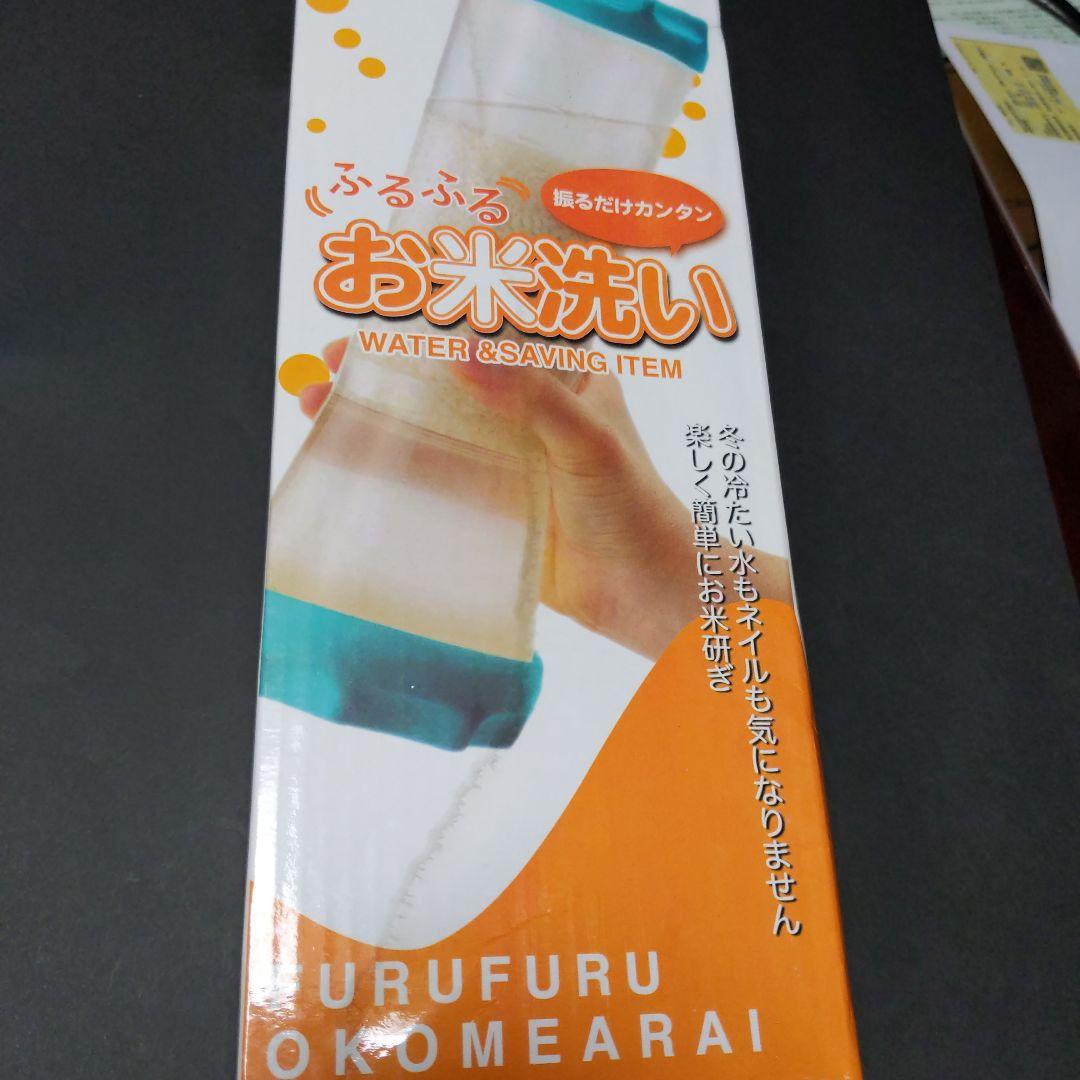 ふるふる
振るだけカンタン
お米洗い
WATER &SAVING ITEM
冬の冷たい水もネイルも気になりません
楽しく簡単にお米研ぎ
FURUFURU
OKOMEARAI